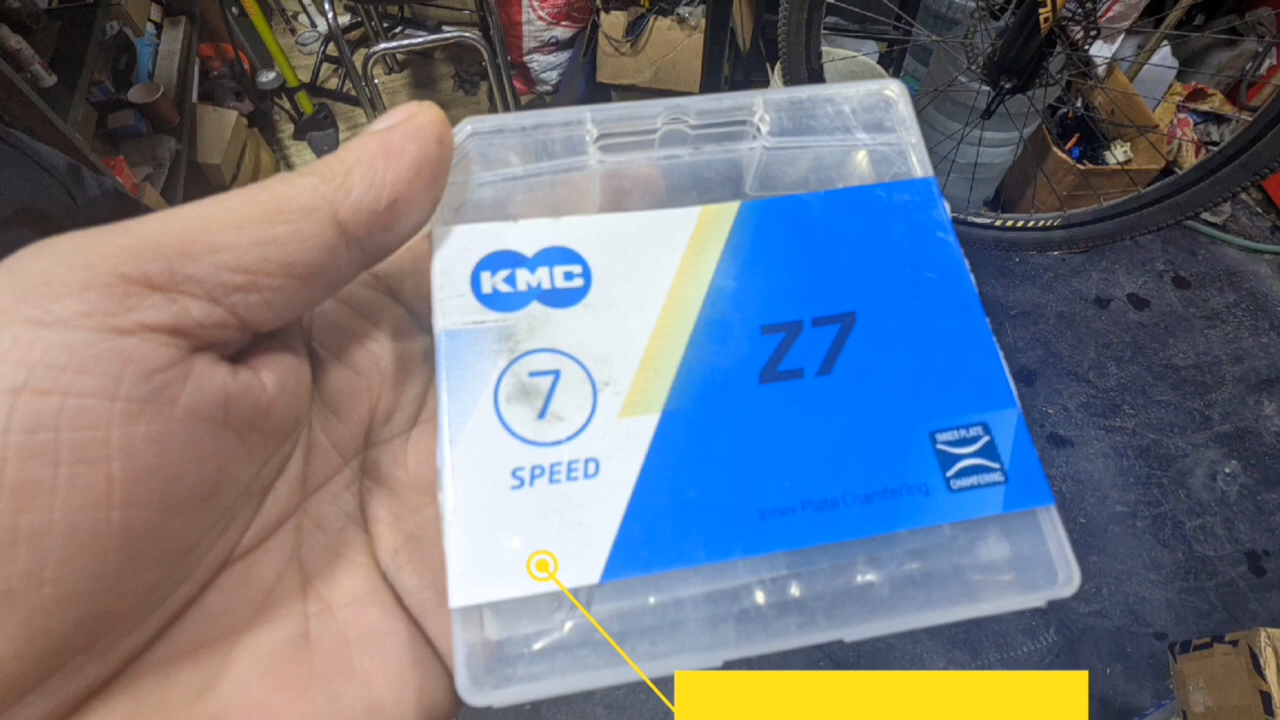 KMC
7
SPEED
Z7
Inner Plate Chamfering
INNER PLATE
CHAMFERING